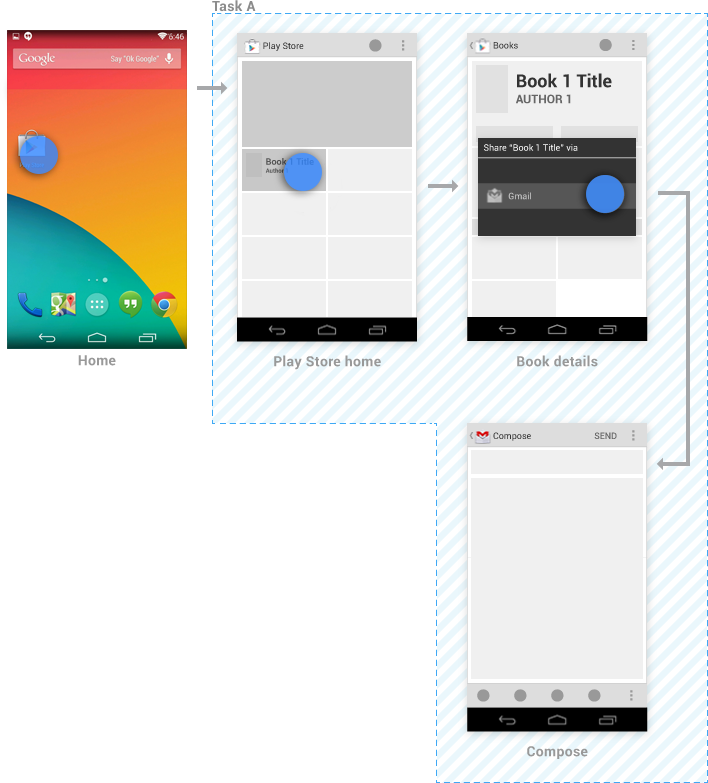 Task A
6:46
Google
Say "Ok Google"
Home
Play Store
Book 1 Title
Author 1
Play Store home
Books
Book 1 Title
AUTHOR 1
Share "Book 1 Title" via
Gmail
Book details
Compose
SEND
Compose